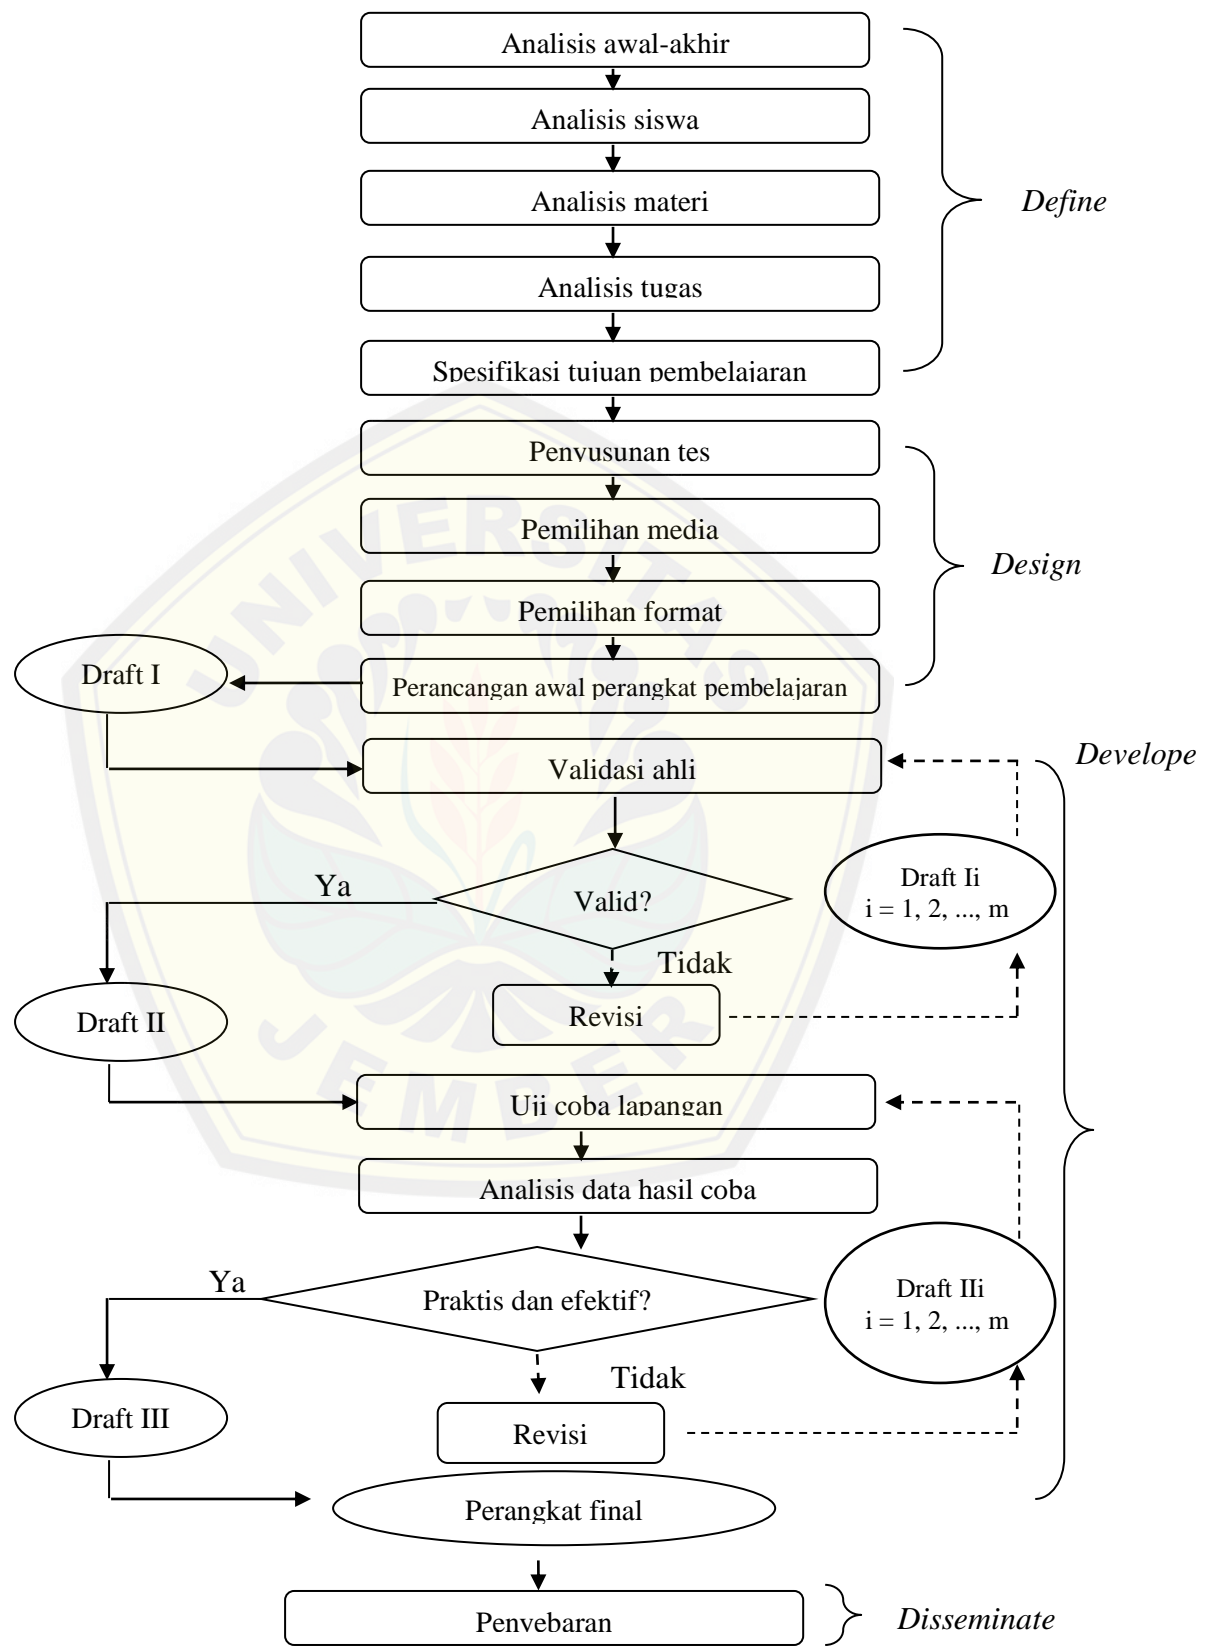 Analisis awal-akhir
Analisis siswa
Analisis materi
Define
Analisis tugas
Spesifikasi tujuan pembelajaran
Penyusunan tes
Pemilihan media
Design
Pemilihan format
Draft I
Perancangan awal perangkat pembelajaran
Develope
Validasi ahli
Ya
Valid?
Draft Ii
i = 1, 2, ..., m
Tidak
Draft II
Revisi
Uji coba lapangan
Analisis data hasil coba
Ya
Praktis dan efektif?
Draft IIi
i = 1, 2, ..., m
Tidak
Draft III
Revisi
Perangkat final
Penyebaran
Disseminate
UNIVERSITAS
JEMBER